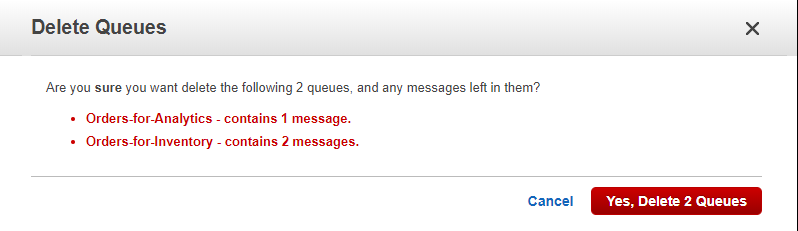 Delete Queues
Are you sure you want delete the following 2 queues, and any messages left in them?
Orders-for-Analytics - contains 1 message.
Orders-for-Inventory - contains 2 messages.
Cancel Yes, Delete 2 Queues